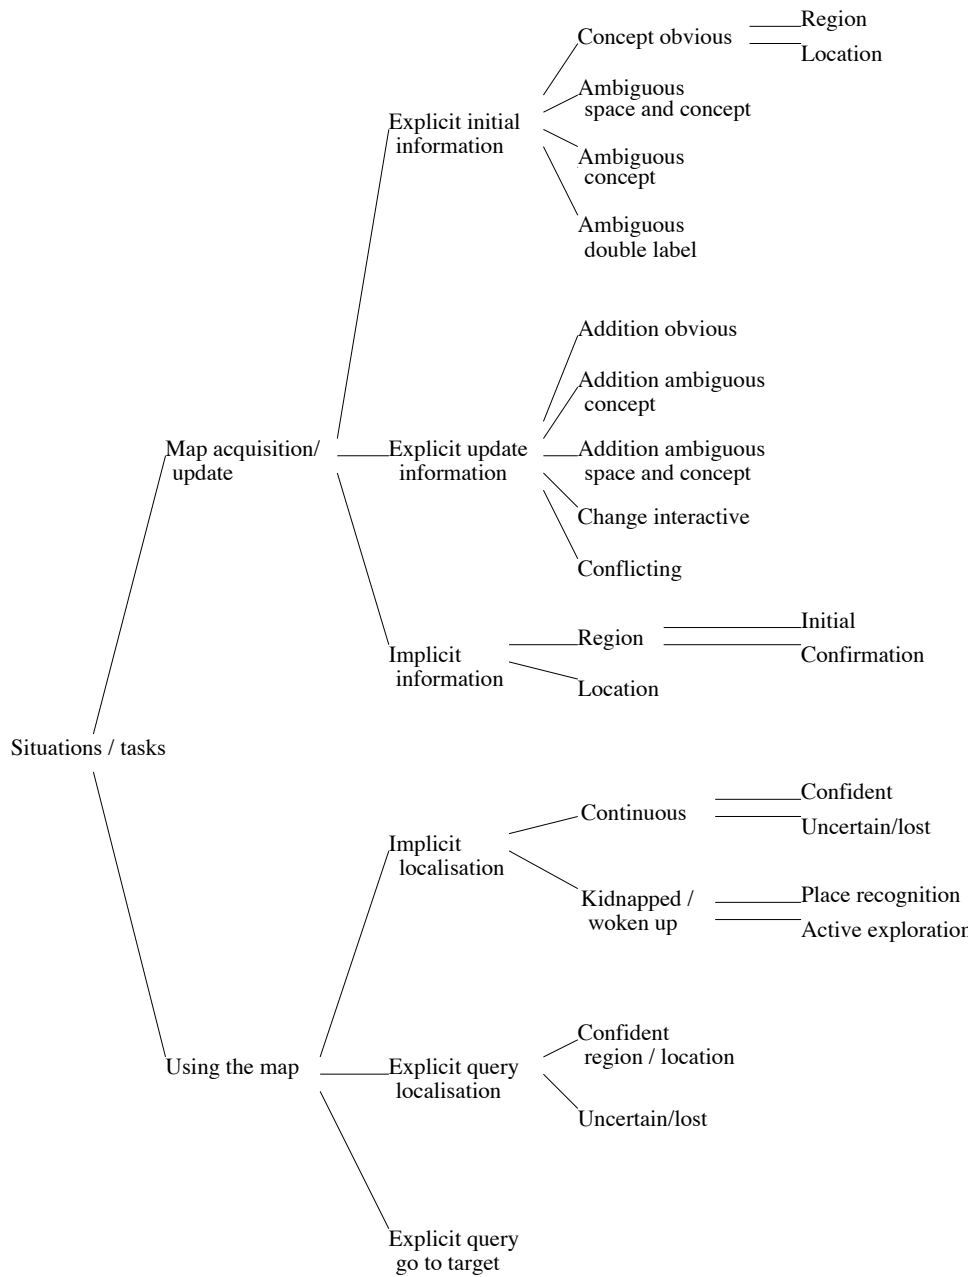 Concept obvious
Region
Location
Ambiguous
space and concept
Explicit initial
information
Ambiguous
concept
Ambiguous
double label
Addition obvious
Addition ambiguous
concept
Map acquisition/
update
Explicit update
information
Addition ambiguous
space and concept
Change interactive
Conflicting
Implicit
information
Region
Initial
Confirmation
Location
Situations / tasks
Implicit
localisation
Continuous
Confident
Uncertain/lost
Kidnapped /
woken up
Place recognition
Active exploration
Using the map
Explicit query
localisation
Confident
region / location
Uncertain/lost
Explicit query
go to target